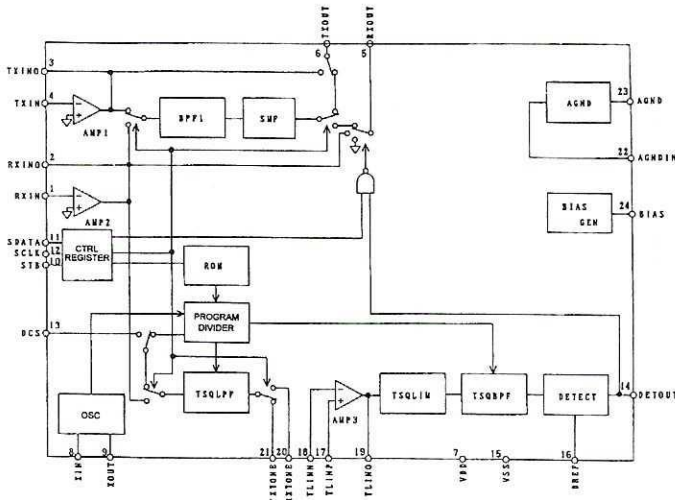 TXOUT
RXOUT
6
5
TXINO
3
TXIN
4
AMP1
BPF1
SMF
AGND
23
AGND
22
AGNDIN
RXINO
2
RXIN
1
AMP2
BIAS
GEN
24
BIAS
SDATA
11
SCLK
12
STB
10
CTRL
REGISTER
ROM
DCS
13
PROGRAM
DIVIDER
OSC
TSQLPF
AMP3
TSQLIM
TSQBPF
DETECT
14
DETOUT
8
9
21
20
18
17
19
7
15
16
XIN
XOUT
TXTONE
RXTONE
TLINN
TLINP
TLINO
VDD
VSS
DREF